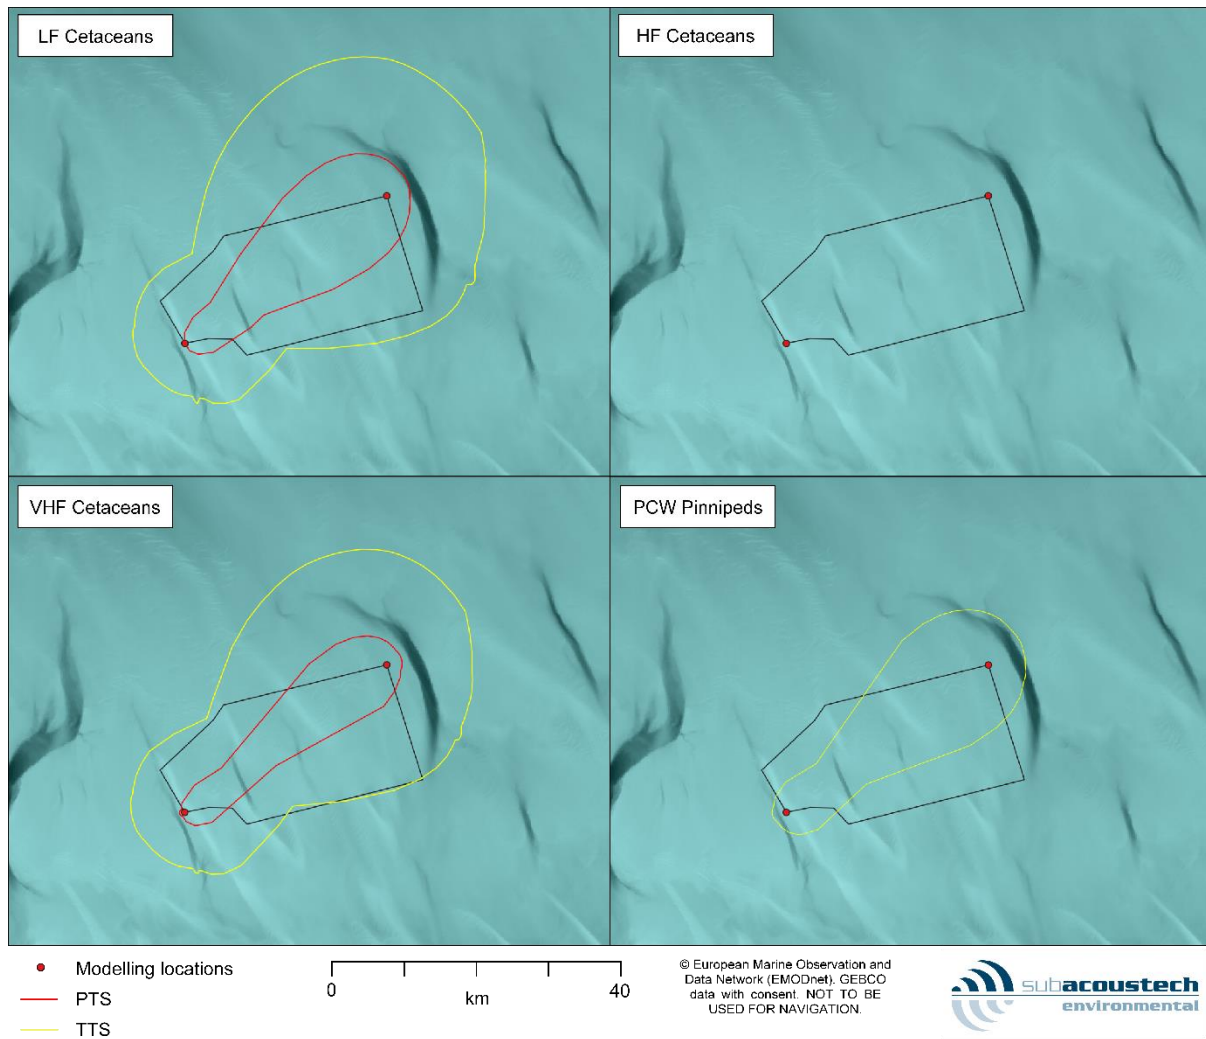 LF Cetaceans
HF Cetaceans
VHF Cetaceans
PCW Pinnipeds
Modelling locations
PTS
TTS
0
40
km
© European Marine Observation and
Data Network (EMODnet). GEBCO
data with consent. NOT TO BE
USED FOR NAVIGATION.
subacoustech
environmental